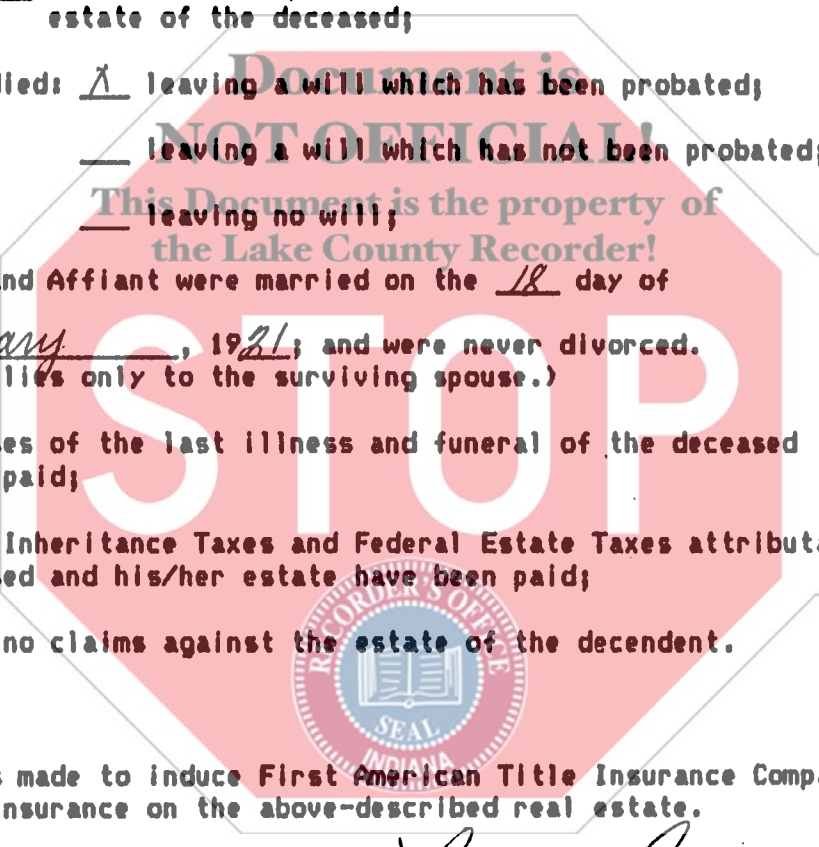 estate of the deceased;
died: X leaving a will which has been probated;
___ leaving a will which has not been probated;
___ leaving no will;
and Affiant were married on the 18 day of
ary, 1921; and were never divorced.
lies only to the surviving spouse.)
es of the last illness and funeral of the deceased
paid;
Inheritance Taxes and Federal Estate Taxes attributa
ed and his/her estate have been paid;
no claims against the estate of the decendent.
s made to induce First American Title Insurance Comp
nsurance on the above-described real estate.
Document is
NOT OFFICIAL!
This Document is the property of
the Lake County Recorder!
STOP
RECORDER'S OFFICE
SEAL
INDIANA